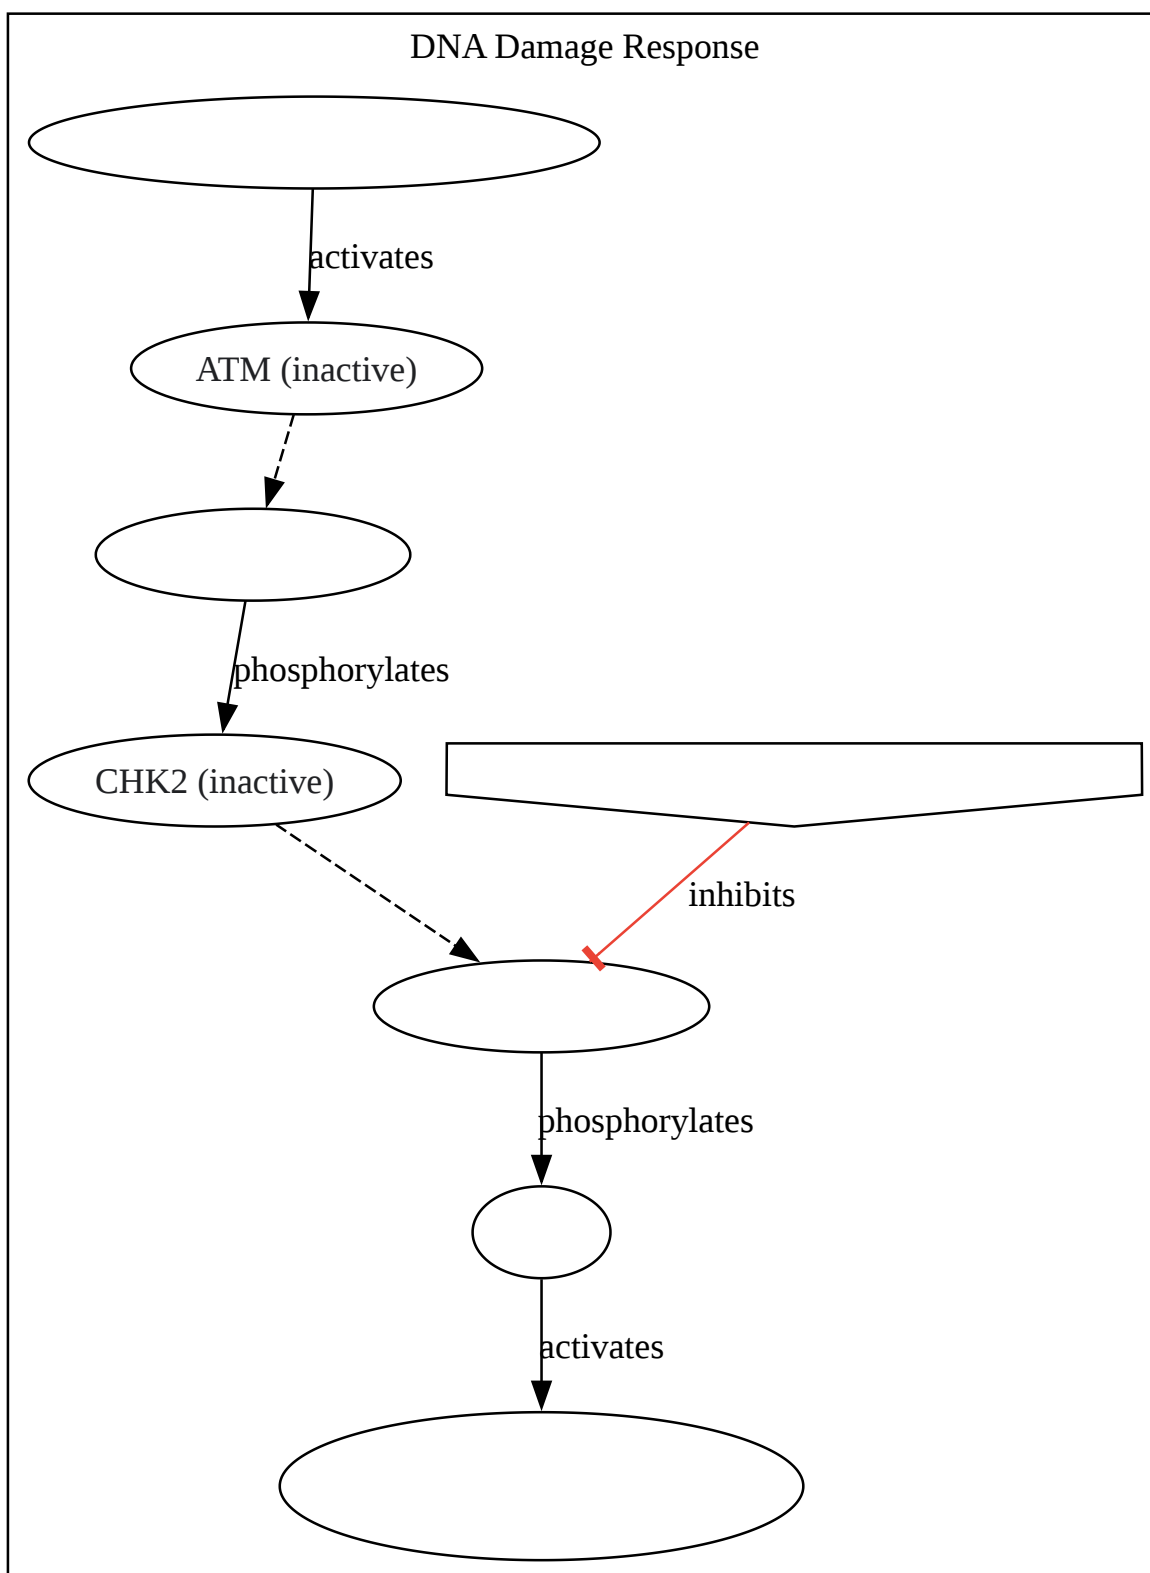 DNA Damage Response
activates
ATM (inactive)
phosphorylates
CHK2 (inactive)
inhibits
phosphorylates
activates